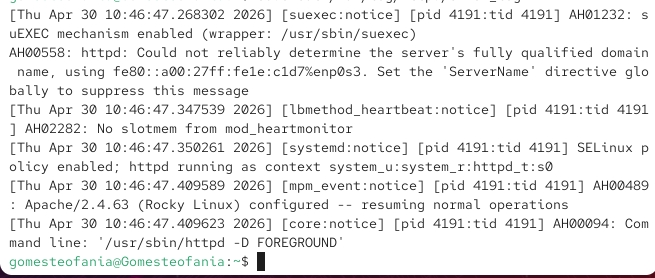 [Thu Apr 30 10:46:47.268302 2026] [suexec:notice] [pid 4191:tid 4191] AH01232: s
uEXEC mechanism enabled (wrapper: /usr/sbin/suexec)
AH00558: httpd: Could not reliably determine the server's fully qualified domain
 name, using fe80::a00:27ff:fe1e:c1d7%enp0s3. Set the 'ServerName' directive glo
bally to suppress this message
[Thu Apr 30 10:46:47.347539 2026] [lbmethod_heartbeat:notice] [pid 4191:tid 4191
] AH02282: No slotmem from mod_heartmonitor
[Thu Apr 30 10:46:47.350261 2026] [systemd:notice] [pid 4191:tid 4191] SELinux p
olicy enabled; httpd running as context system_u:system_r:httpd_t:s0
[Thu Apr 30 10:46:47.409589 2026] [mpm_event:notice] [pid 4191:tid 4191] AH00489
: Apache/2.4.63 (Rocky Linux) configured -- resuming normal operations
[Thu Apr 30 10:46:47.409623 2026] [core:notice] [pid 4191:tid 4191] AH00094: Com
mand line: '/usr/sbin/httpd -D FOREGROUND'
gomesteofania@Gomesteofania:~$